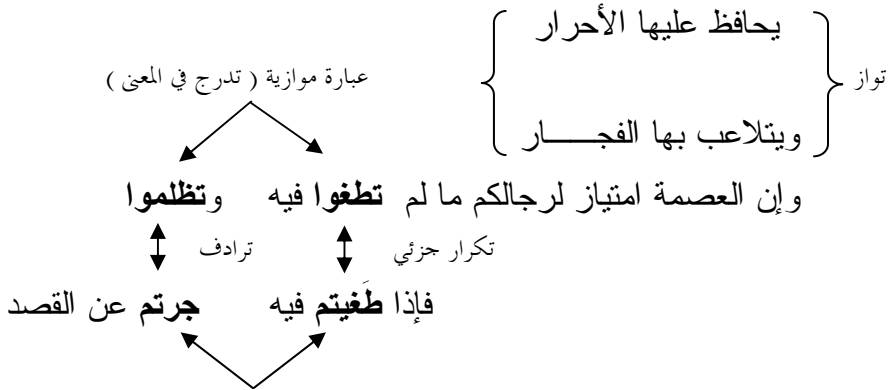 يحافظ عليها الأحرار
تواز
عبارة موازية ( تدرج في المعنى )
ويتلاعب بها الفجـــــار
وإن العصمة امتياز لرجالكم ما لم تطغوا فيه وتظلموا
تكرار جزئي ترادف
فإذا طَغيتم فيه جرتم عن القصد